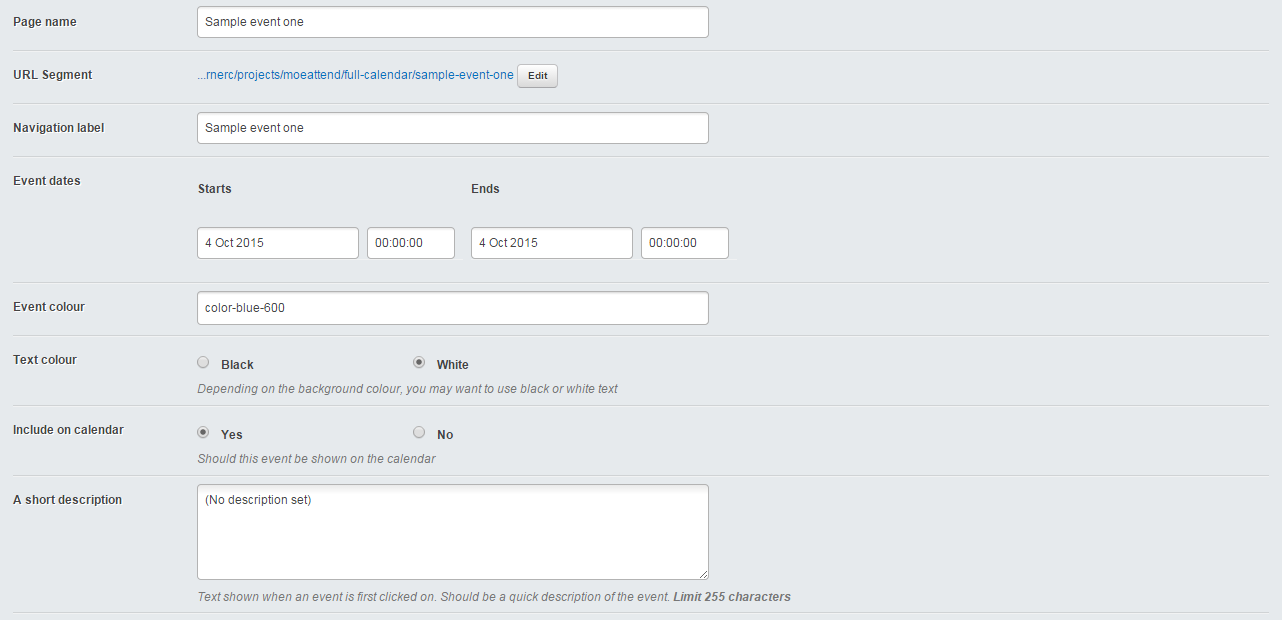 Page name Sample event one
URL Segment ...rnerc/projects/moeattend/full-calendar/sample-event-one Edit
Navigation label Sample event one
Event dates
Starts Ends
4 Oct 2015 00:00:00 4 Oct 2015 00:00:00
Event colour color-blue-600
Text colour Black White
Depending on the background colour, you may want to use black or white text
Include on calendar Yes No
Should this event be shown on the calendar
A short description (No description set)
Text shown when an event is first clicked on. Should be a quick description of the event. Limit 255 characters